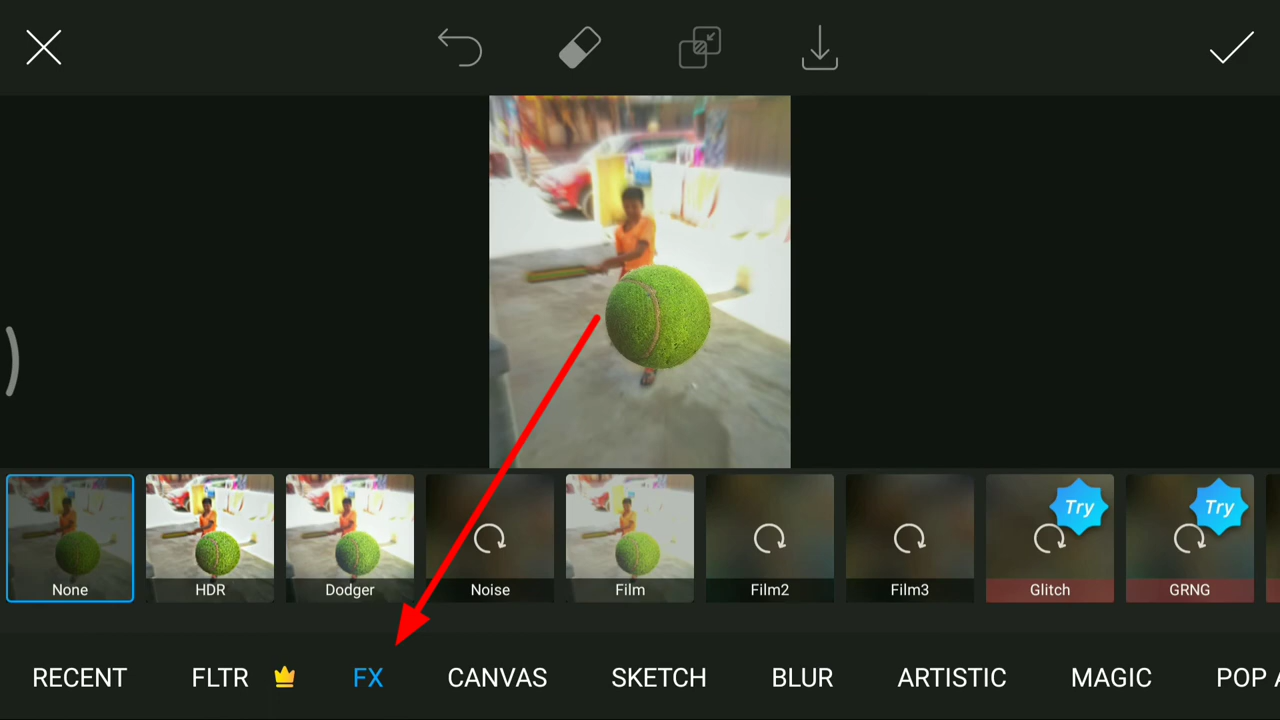 Try
Try
None
HDR
Dodger
Noise
Film
Film2
Film3
Glitch
GRNG
RECENT
FLTR
FX
CANVAS
SKETCH
BLUR
ARTISTIC
MAGIC
POP